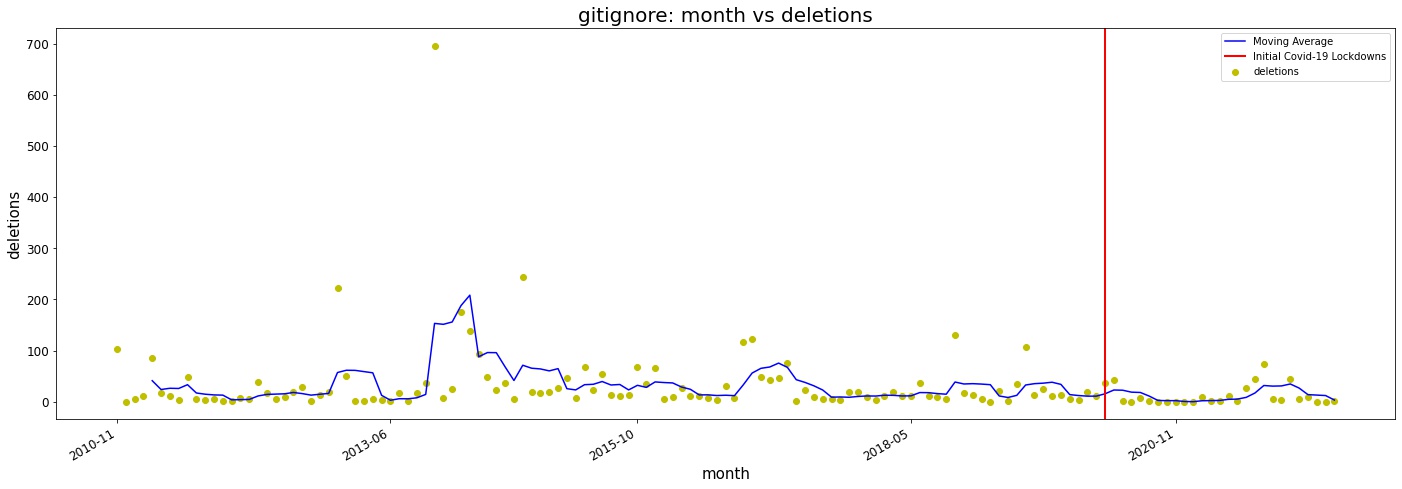 gitignore: month vs deletions
Moving Average
Initial Covid-19 Lockdowns
deletions
deletions
700
600
500
400
300
200
100
0
2010-11
2013-06
2015-10
2018-05
2020-11
month